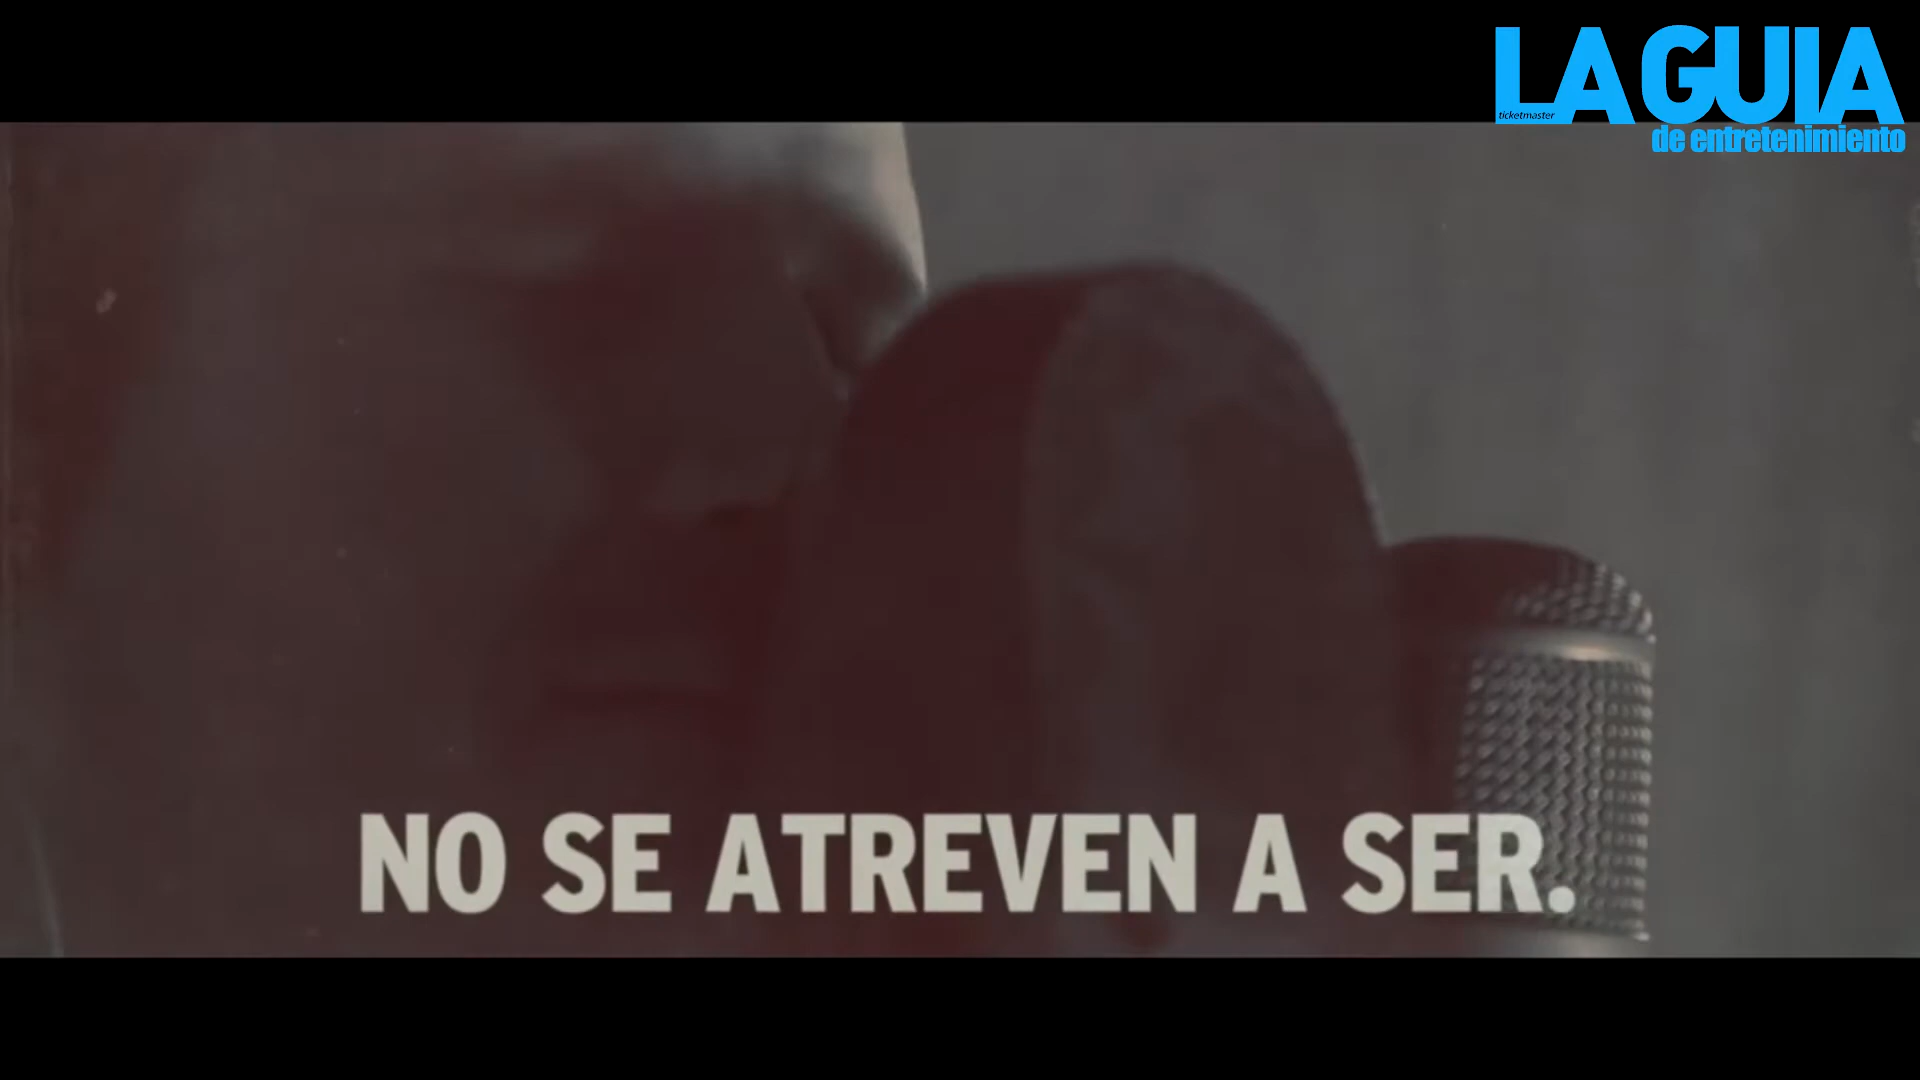 LA GUIA
ticketmaster
de entretenimiento
NO SE ATREVEN A SER.